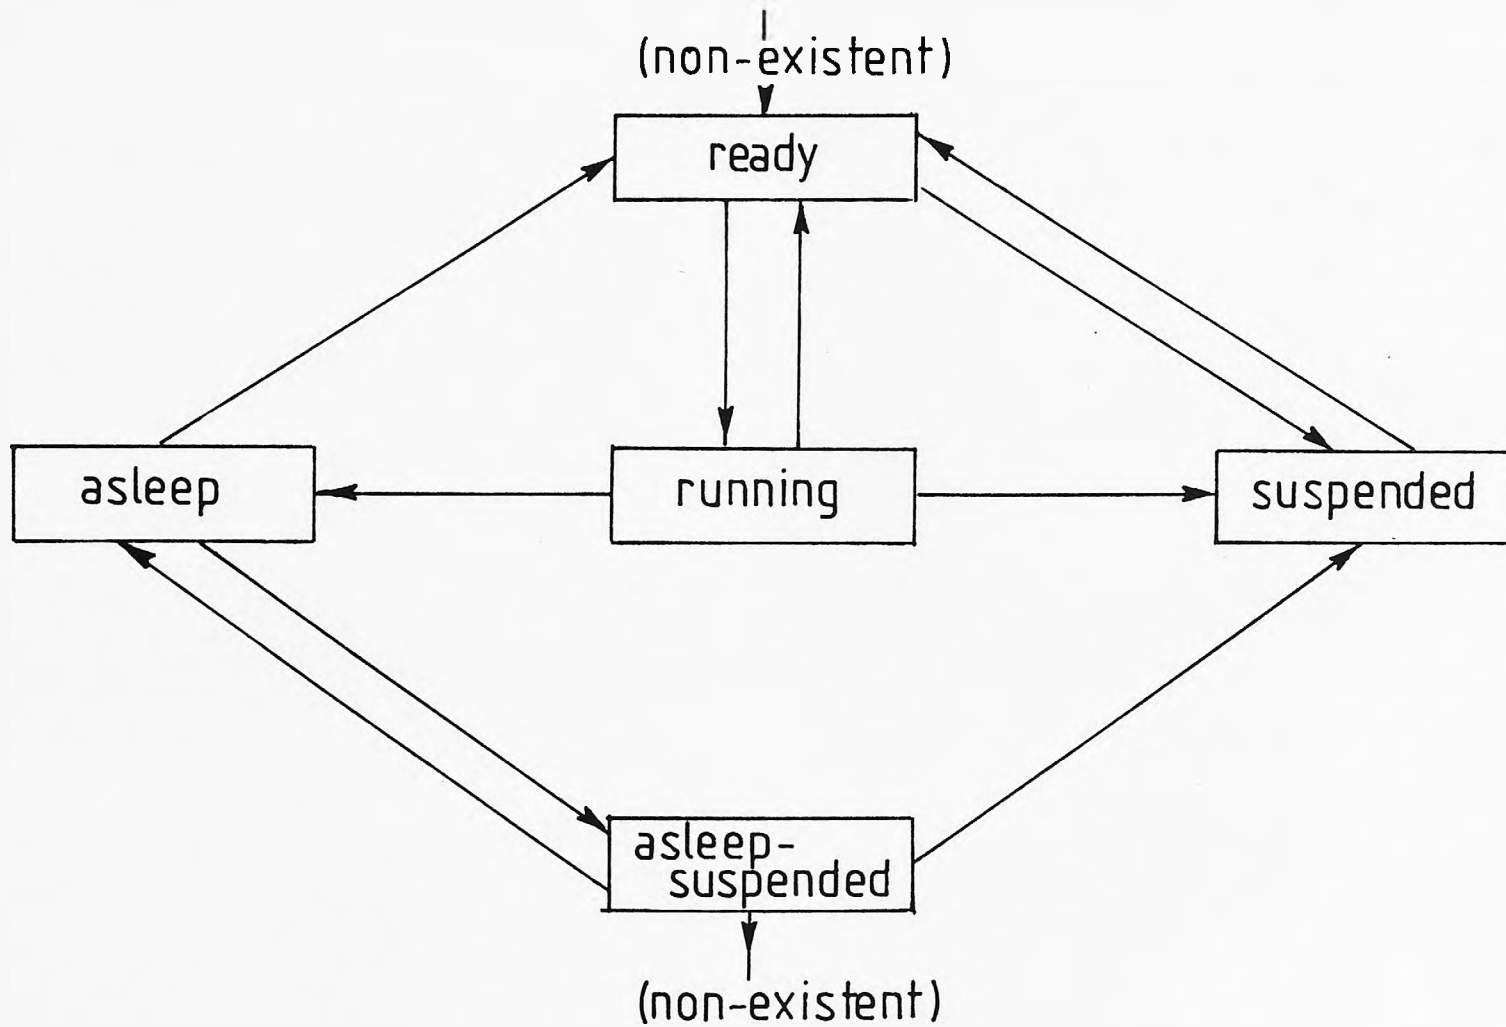 (non-existent)
ready
asleep
running
suspended
asleep-
suspended
(non-existent)